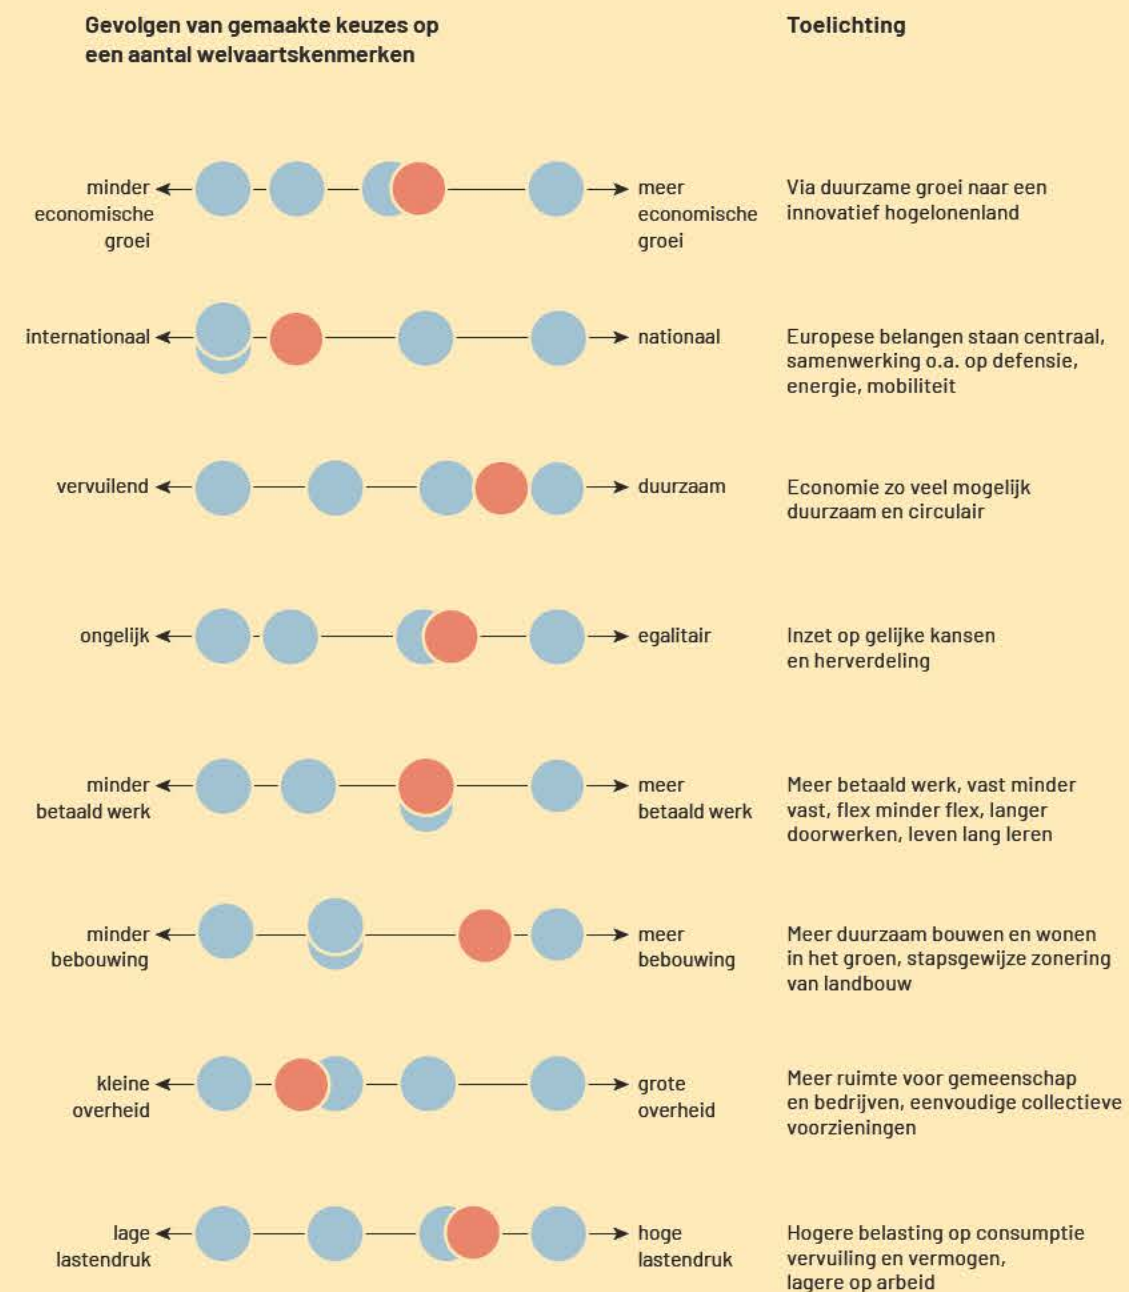 Gevolgen van gemaakte keuzes op
een aantal welvaartskenmerken
Toelichting
minder
economische
groei
meer
economische
groei
Via duurzame groei naar een
innovatief hogelonenland
internationaal
nationaal
Europese belangen staan centraal,
samenwerking o.a. op defensie,
energie, mobiliteit
vervuilend
duurzaam
Economie zo veel mogelijk
duurzaam en circulair
ongelijk
egalitair
Inzet op gelijke kansen
en herverdeling
minder
betaald werk
meer
betaald werk
Meer betaald werk, vast minder
vast, flex minder flex, langer
doorwerken, leven lang leren
minder
bebouwing
meer
bebouwing
Meer duurzaam bouwen en wonen
in het groen, stapsgewijze zonering
van landbouw
kleine
overheid
grote
overheid
Meer ruimte voor gemeenschap
en bedrijven, eenvoudige collectieve
voorzieningen
lage
lastendruk
hoge
lastendruk
Hogere belasting op consumptie
vervuiling en vermogen,
lagere op arbeid